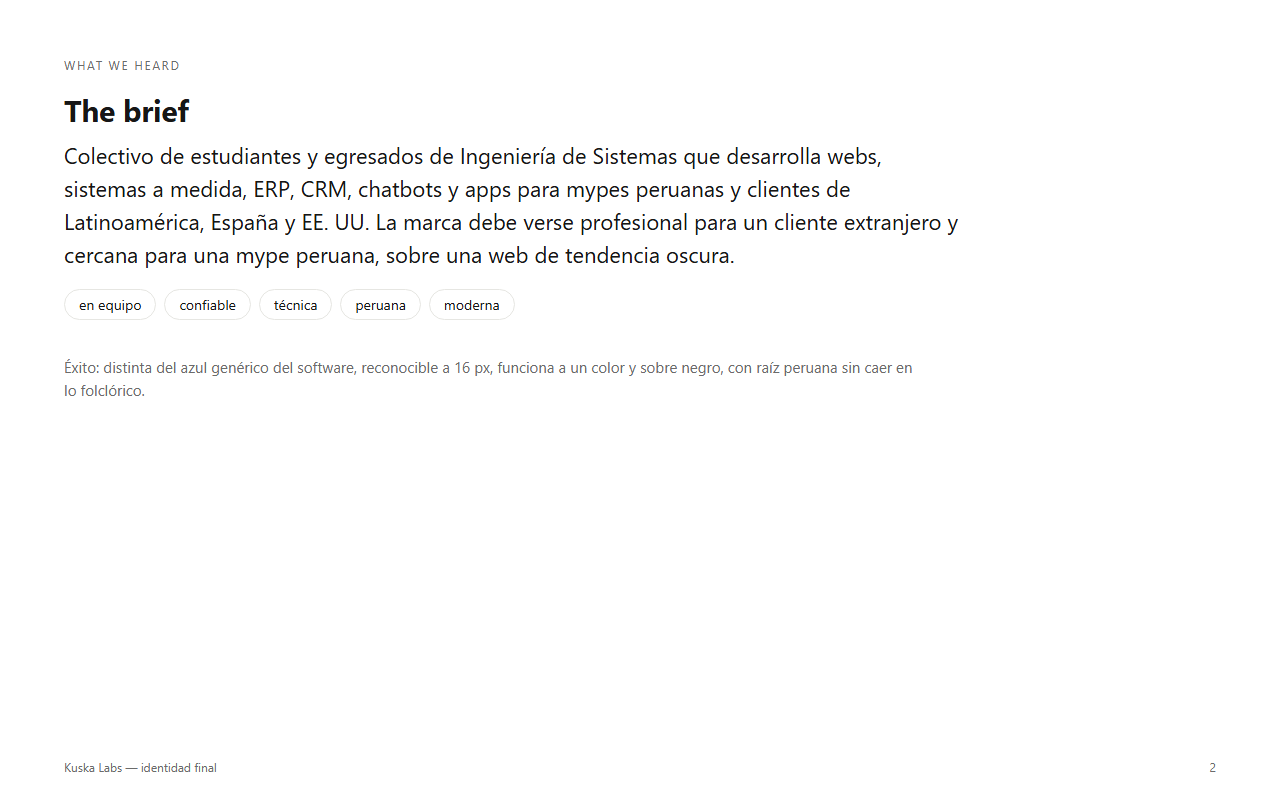 WHAT WE HEARD
The brief
Colectivo de estudiantes y egresados de Ingeniería de Sistemas que desarrolla webs,
sistemas a medida, ERP, CRM, chatbots y apps para mypes peruanas y clientes de
Latinoamérica, España y EE. UU. La marca debe verse profesional para un cliente extranjero y
cercana para una mype peruana, sobre una web de tendencia oscura.
en equipo confiable técnica peruana moderna
Éxito: distinta del azul genérico del software, reconocible a 16 px, funciona a un color y sobre negro, con raíz peruana sin caer en
lo folclórico.
Kuska Labs — identidad final 2